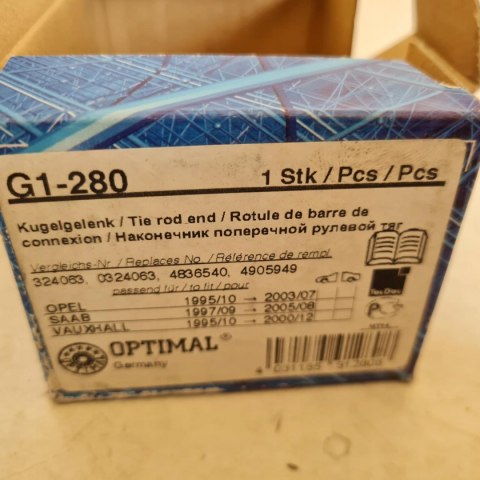 G1-280 1 Stk / Pcs / Pcs
Kugelgelenk / Tie rod end / Rotule de barre de
connexion / Наконечник поперечной рулевой тяг
Vergleichs-Nr. / Replaces No. / Référence de rempl.
324063, 0324063, 4836540, 4905949
passend für / to fit / pour
OPEL 1995/10 → 2003/07
SAAB 1997/09 → 2005/08
VAUXHALL 1995/10 → 2000/12
OPTIMAL®
Germany